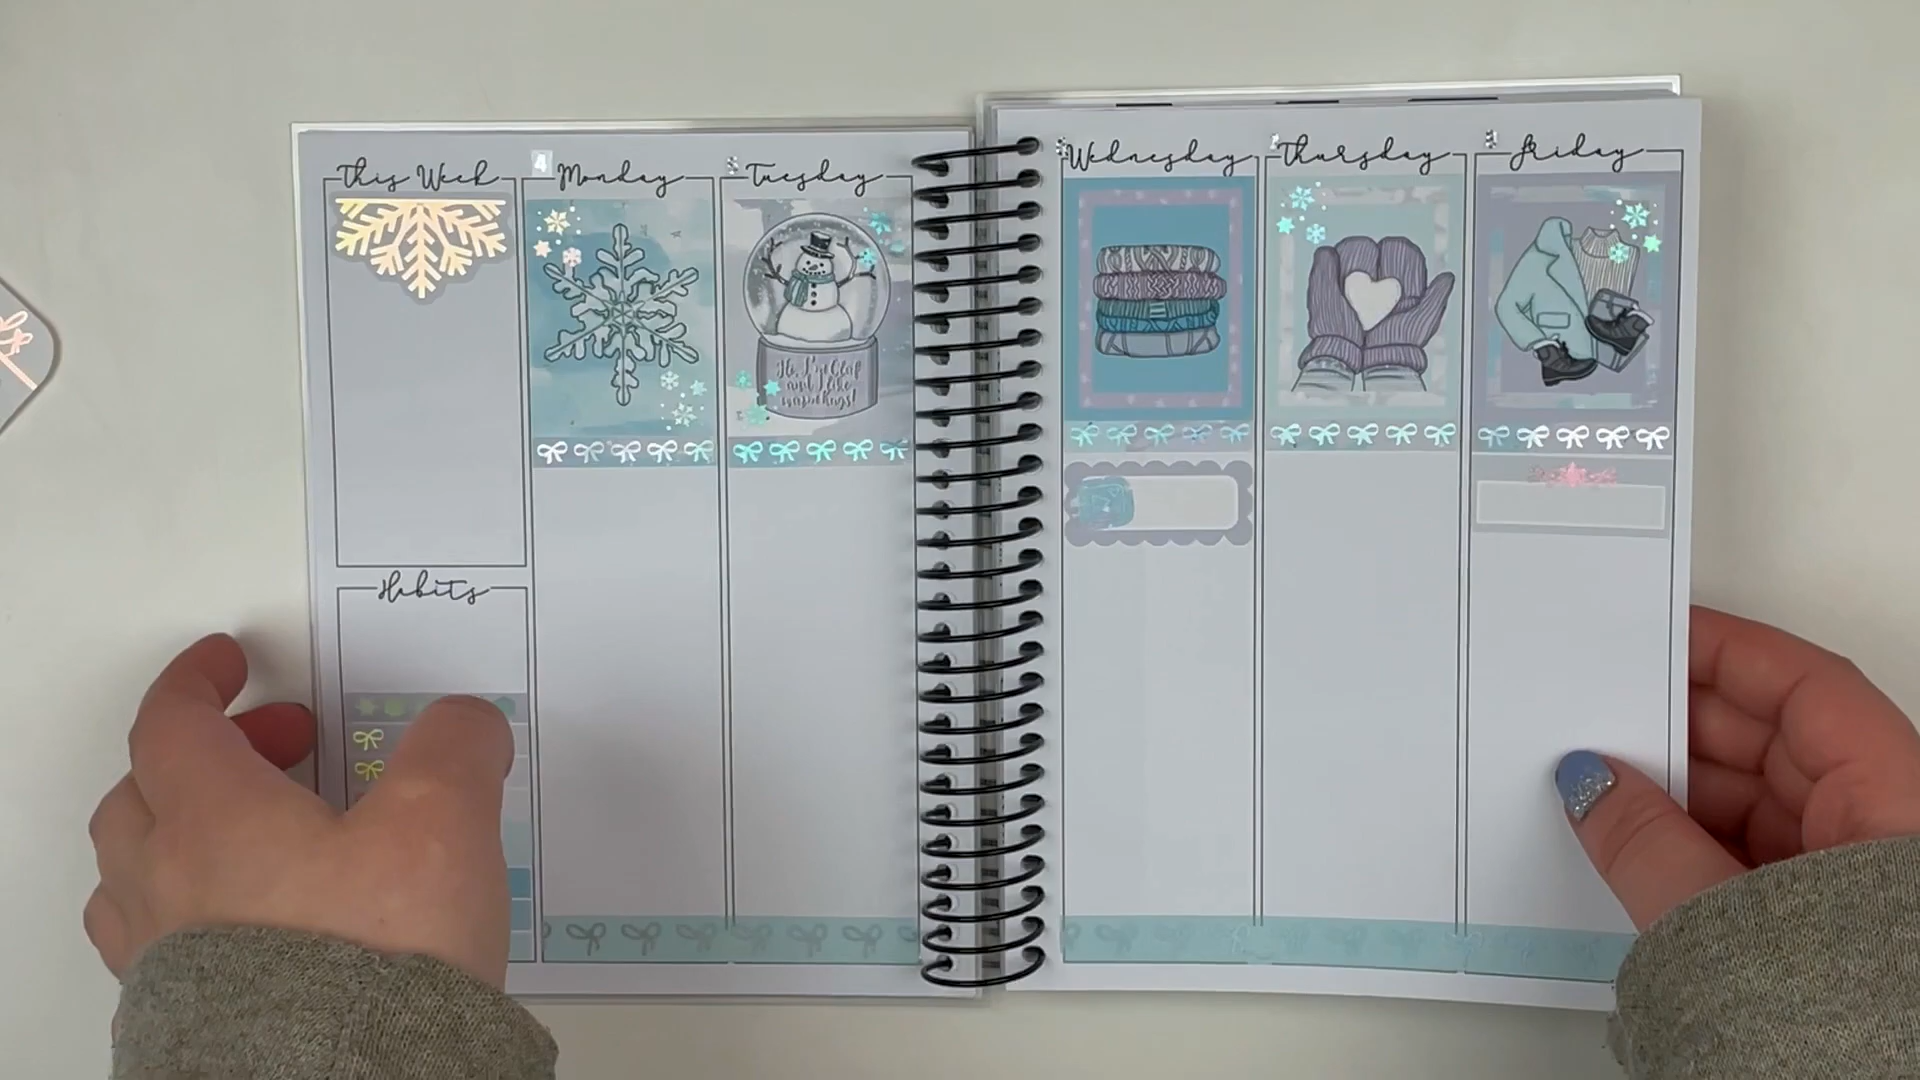 This Week
4
Monday
Tuesday
Wednesday
Thursday
Friday
Hi, I'm Olaf
and I like
warm hugs!
Habits